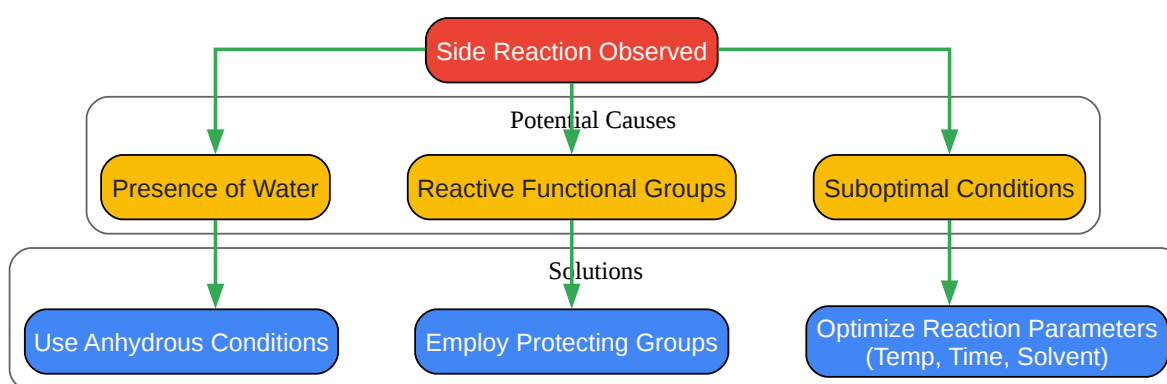 Side Reaction Observed
Potential Causes
Presence of Water
Reactive Functional Groups
Suboptimal Conditions
Solutions
Use Anhydrous Conditions
Employ Protecting Groups
Optimize Reaction Parameters
(Temp, Time, Solvent)